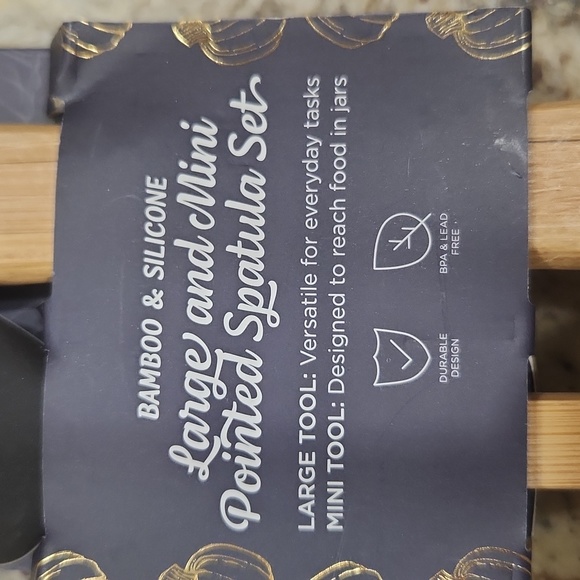 BAMBOO & SILICONE
Large and Mini
Pointed Spatula Set
LARGE TOOL: Versatile for everyday tasks
MINI TOOL: Designed to reach food in jars
DURABLE
DESIGN
BPA & LEAD
FREE